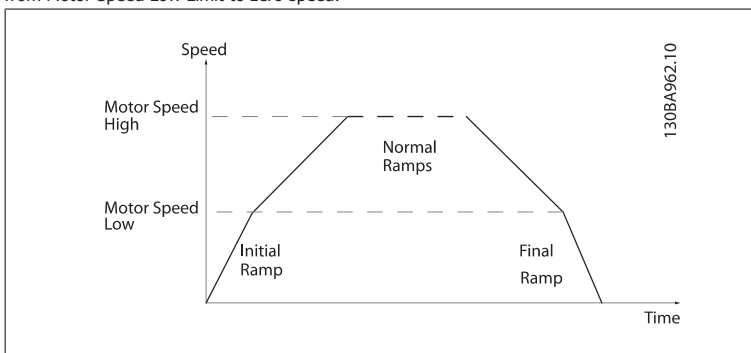 from Motor Speed Low Limit to zero speed.
Speed
130BA962.10
Motor Speed
High
Normal
Ramps
Motor Speed
Low
Initial
Ramp
Final
Ramp
Time